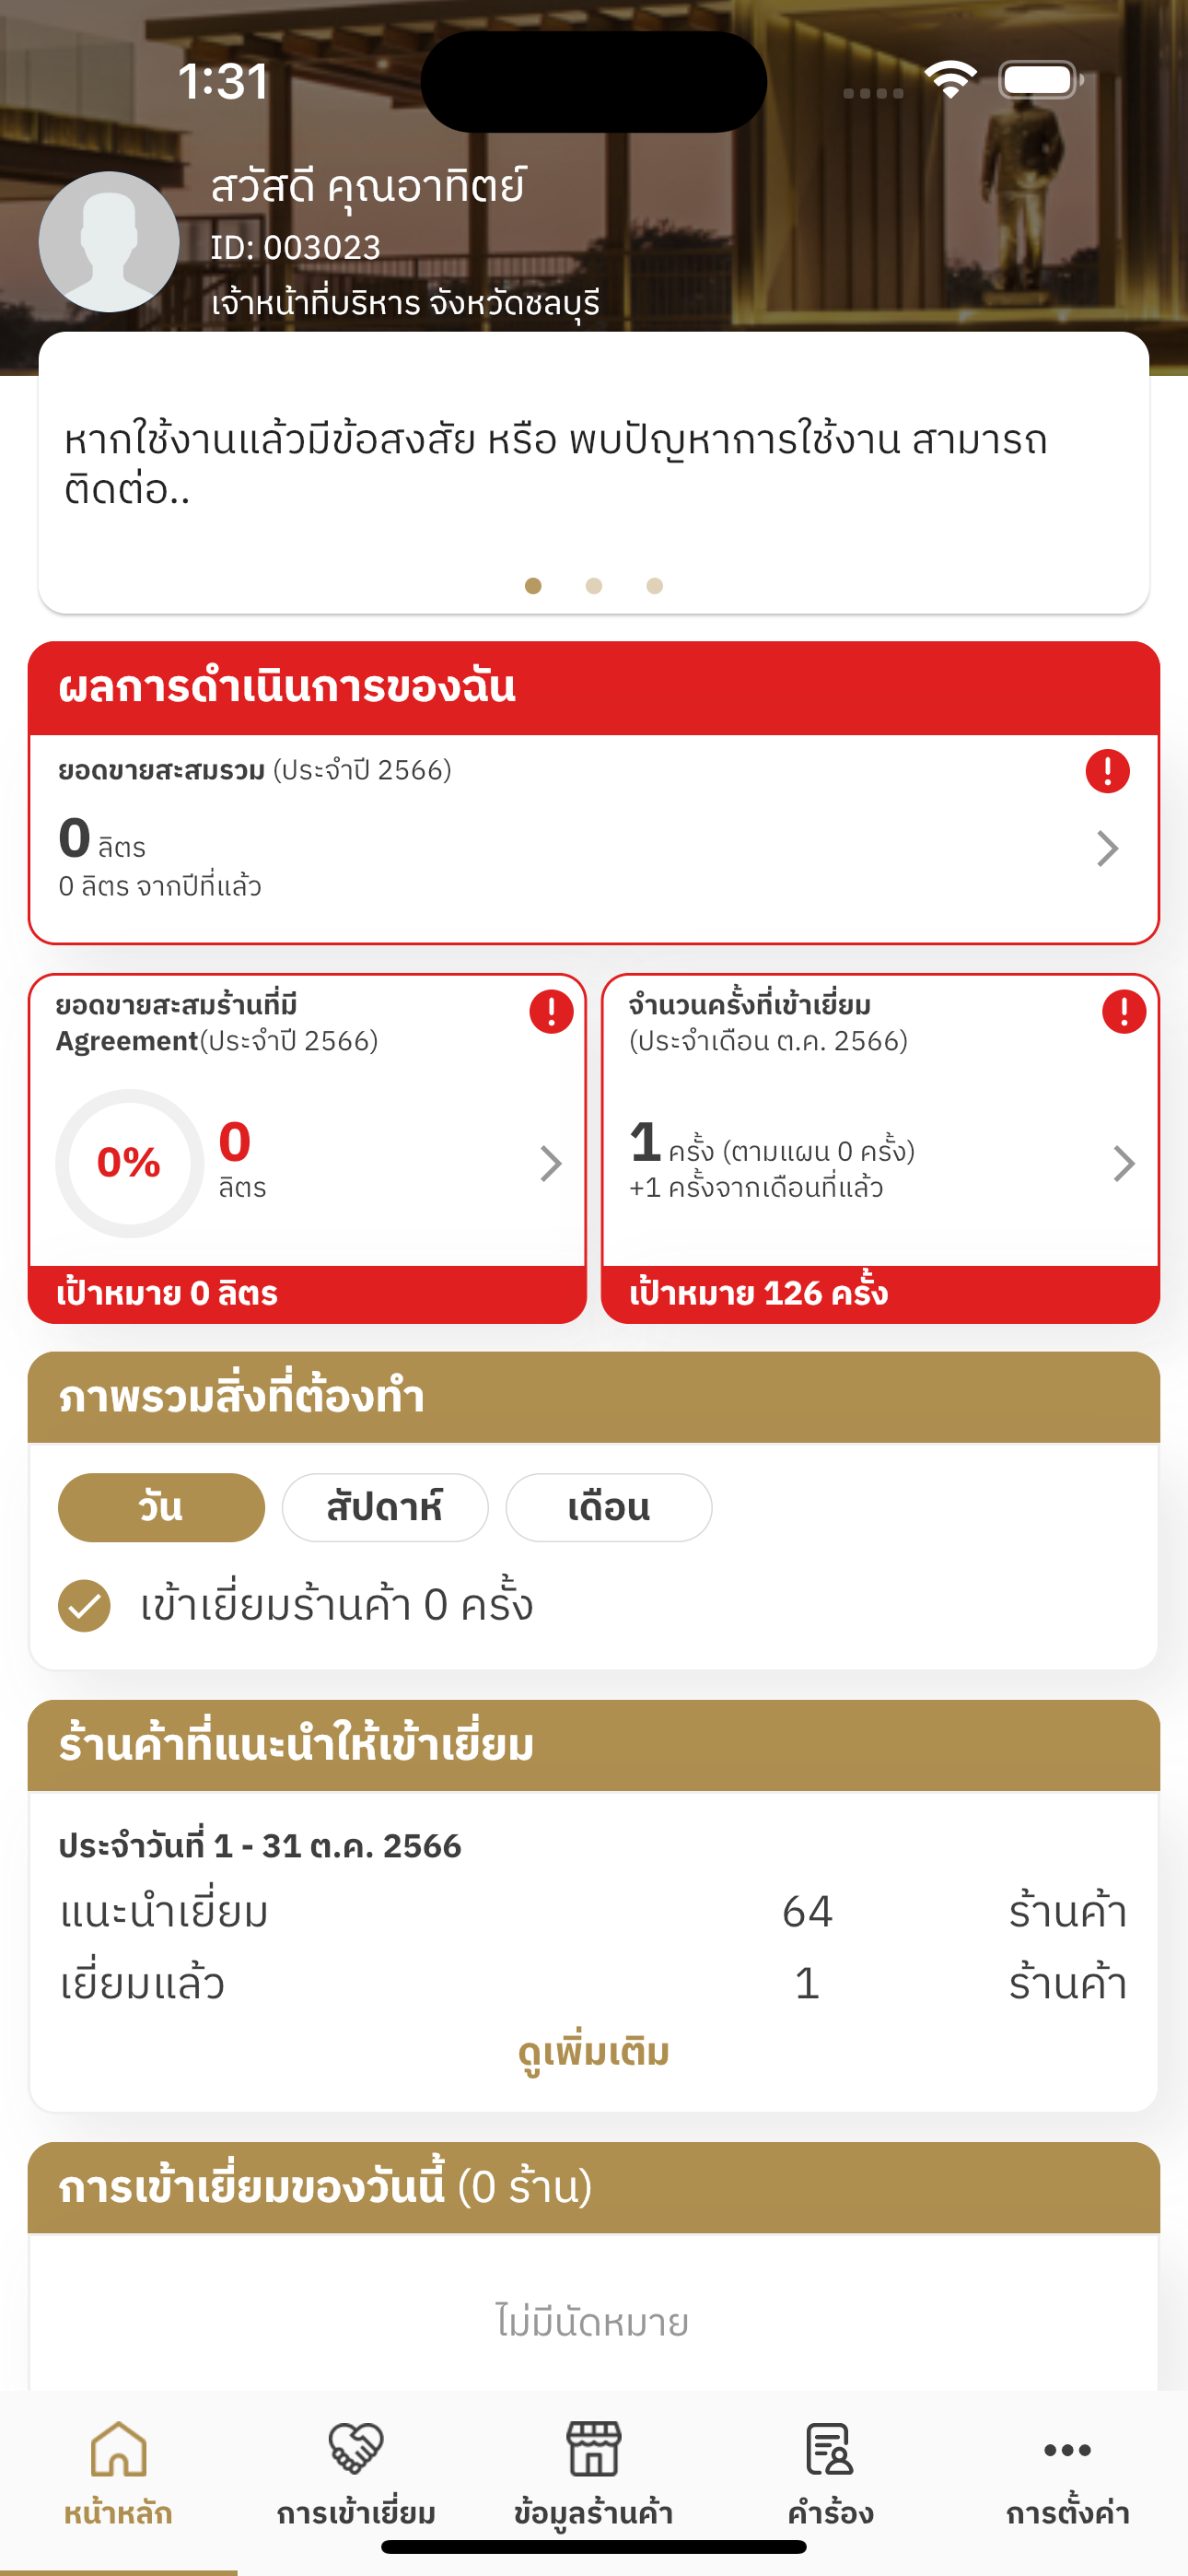 1:31
สวัสดี คุณอาทิตย์
ID: 003023
เจ้าหน้าที่บริหาร จังหวัดชลบุรี
หากใช้งานแล้วมีข้อสงสัย หรือ พบปัญหาการใช้งาน สามารถ
ติดต่อ..
ผลการดำเนินการของฉัน
ยอดขายสะสมรวม (ประจำปี 2566)
0 ลิตร
0 ลิตร จากปีที่แล้ว
ยอดขายสะสมร้านที่มี
Agreement(ประจำปี 2566)
0%
0
ลิตร
เป้าหมาย 0 ลิตร
จำนวนครั้งที่เข้าเยี่ยม
(ประจำเดือน ต.ค. 2566)
1 ครั้ง (ตามแผน 0 ครั้ง)
+1 ครั้งจากเดือนที่แล้ว
เป้าหมาย 126 ครั้ง
ภาพรวมสิ่งที่ต้องทำ
วัน สัปดาห์ เดือน
เข้าเยี่ยมร้านค้า 0 ครั้ง
ร้านค้าที่แนะนำให้เข้าเยี่ยม
ประจำวันที่ 1 - 31 ต.ค. 2566
แนะนำเยี่ยม 64 ร้านค้า
เยี่ยมแล้ว 1 ร้านค้า
ดูเพิ่มเติม
การเข้าเยี่ยมของวันนี้ (0 ร้าน)
ไม่มีนัดหมาย
หน้าหลัก การเข้าเยี่ยม ข้อมูลร้านค้า คำร้อง การตั้งค่า